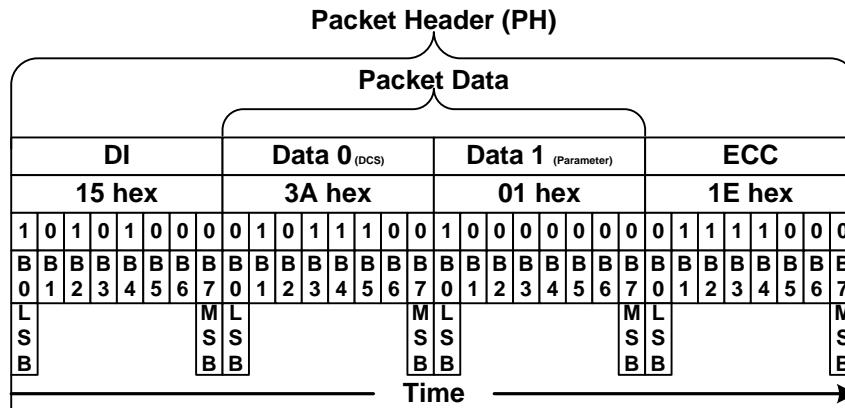 Packet Header (PH)
Packet Data
DI Data 0 (DCS) Data 1 (Parameter) ECC
15 hex 3A hex 01 hex 1E hex
1 0 1 0 1 0 0 0 0 1 0 1 1 1 0 0 1 0 0 0 0 0 0 0 0 1 1 1 1 0 0 0
B0 B1 B2 B3 B4 B5 B6 B7 B0 B1 B2 B3 B4 B5 B6 B7 B0 B1 B2 B3 B4 B5 B6 B7 B0 B1 B2 B3 B4 B5 B6 B7
LSB MSB LSB MSB LSB MSB LSB MSB
Time